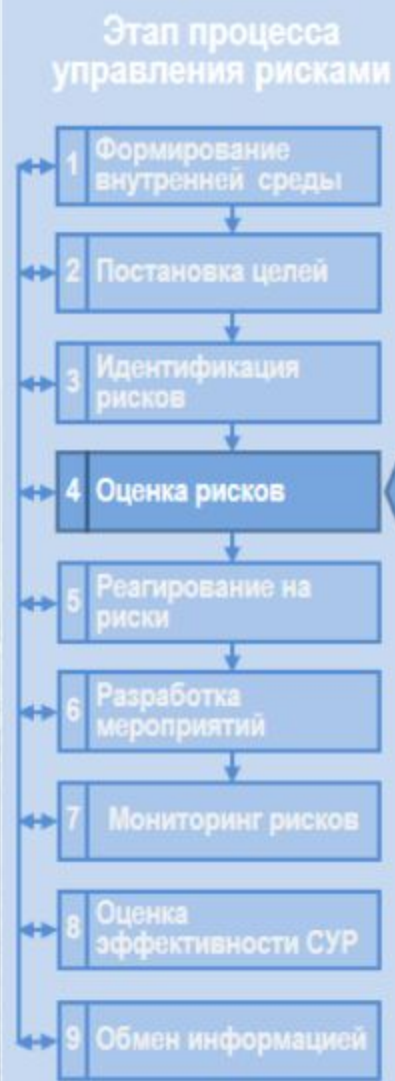 Этап процесса
управления рисками
1 Формирование
внутренней среды
2 Постановка целей
3 Идентификация
рисков
4 Оценка рисков
5 Реагирование на
риски
6 Разработка
мероприятий
7 Мониторинг рисков
8 Оценка
эффективности СУР
9 Обмен информацией